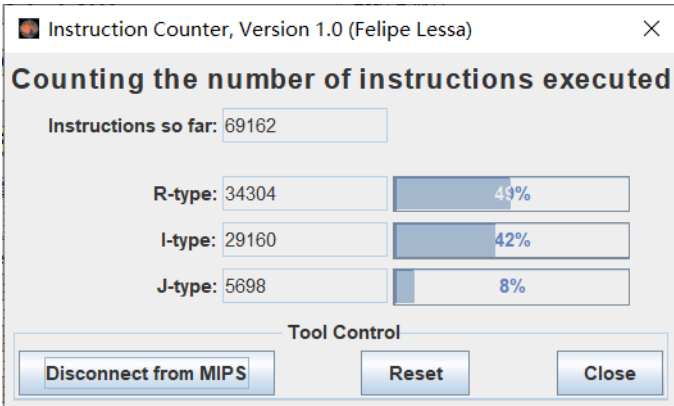 Instruction Counter, Version 1.0 (Felipe Lessa)
Counting the number of instructions executed
Instructions so far: 69162
R-type: 34304 49%
I-type: 29160 42%
J-type: 5698 8%
Tool Control
Disconnect from MIPS Reset Close